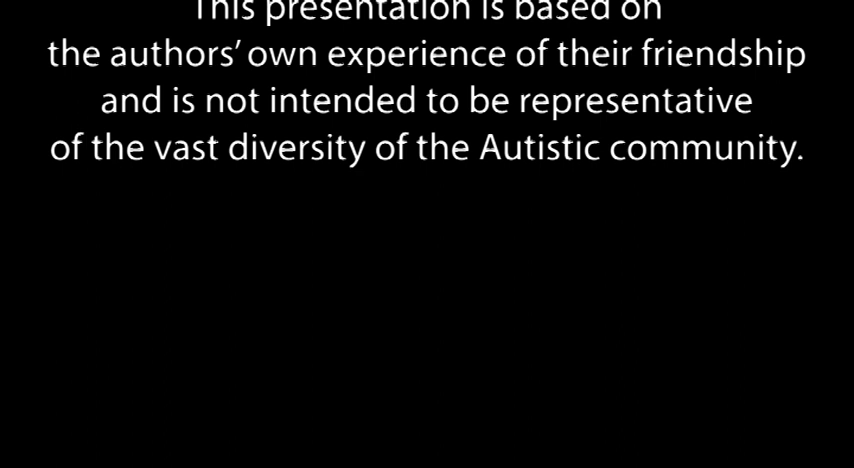 This presentation is based on
the authors’ own experience of their friendship
and is not intended to be representative
of the vast diversity of the Autistic community.